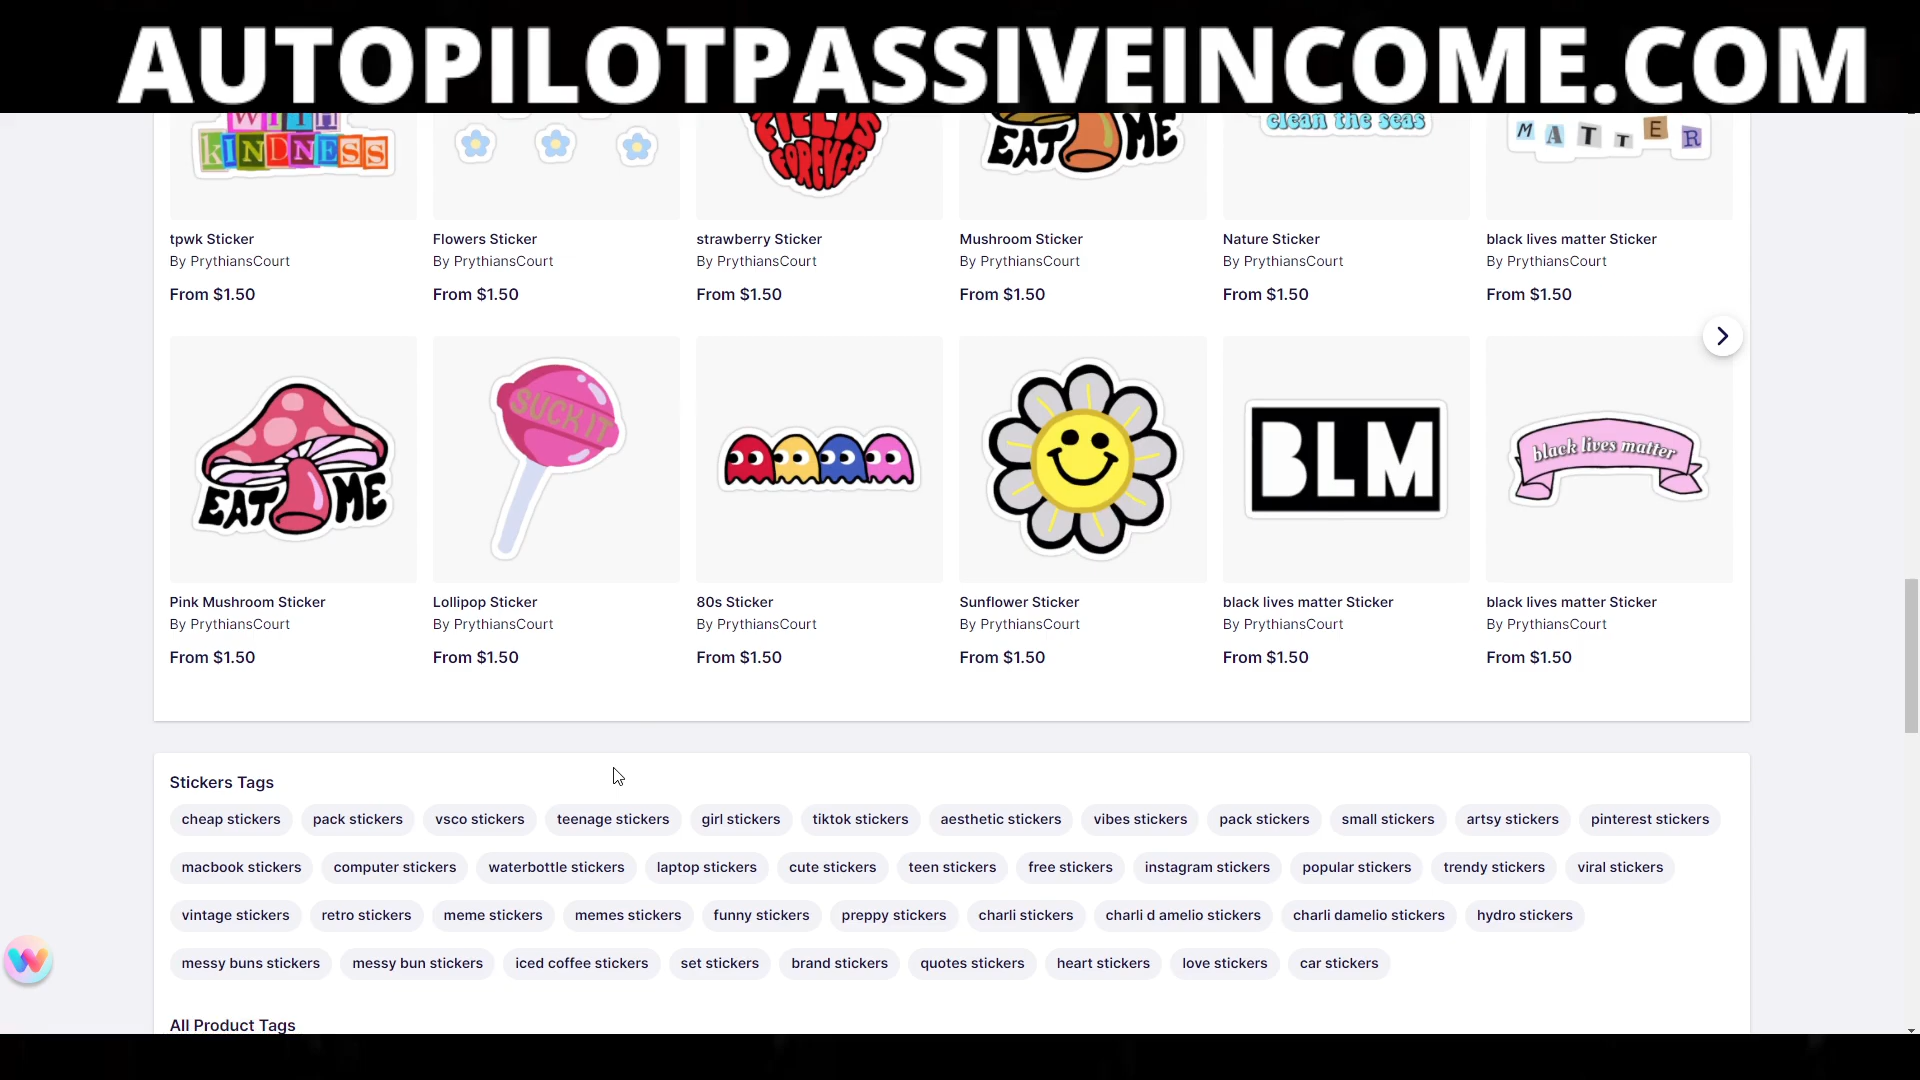 AUTOPILOTPASSIVEINCOME.COM
WITH
KINDNESS
FIELDS
FOREVER
EAT ME
clean the seas
MATTER
tpwk Sticker
By PrythiansCourt
From $1.50
Flowers Sticker
By PrythiansCourt
From $1.50
strawberry Sticker
By PrythiansCourt
From $1.50
Mushroom Sticker
By PrythiansCourt
From $1.50
Nature Sticker
By PrythiansCourt
From $1.50
black lives matter Sticker
By PrythiansCourt
From $1.50
EAT ME
SUCK IT
BLM
black lives matter
Pink Mushroom Sticker
By PrythiansCourt
From $1.50
Lollipop Sticker
By PrythiansCourt
From $1.50
80s Sticker
By PrythiansCourt
From $1.50
Sunflower Sticker
By PrythiansCourt
From $1.50
black lives matter Sticker
By PrythiansCourt
From $1.50
black lives matter Sticker
By PrythiansCourt
From $1.50
Stickers Tags
cheap stickers pack stickers vsco stickers teenage stickers girl stickers tiktok stickers aesthetic stickers vibes stickers pack stickers small stickers artsy stickers pinterest stickers
macbook stickers computer stickers waterbottle stickers laptop stickers cute stickers teen stickers free stickers instagram stickers popular stickers trendy stickers viral stickers
vintage stickers retro stickers meme stickers memes stickers funny stickers preppy stickers charli stickers charli d amelio stickers charli damelio stickers hydro stickers
messy buns stickers messy bun stickers iced coffee stickers set stickers brand stickers quotes stickers heart stickers love stickers car stickers
All Product Tags